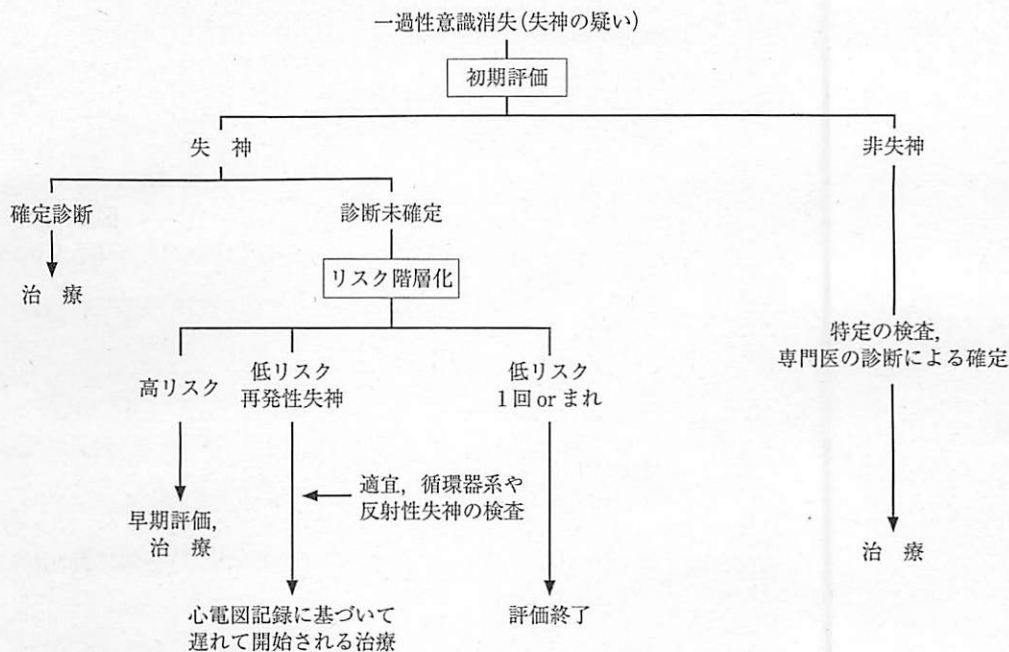 一過性意識消失(失神の疑い)
初期評価
失 神
非失神
確定診断
診断未確定
治 療
リスク階層化
高リスク
低リスク
再発性失神
低リスク
1回 or まれ
特定の検査,
専門医の診断による確定
適宜, 循環器系や
反射性失神の検査
早期評価,
治 療
治 療
心電図記録に基づいて
遅れて開始される治療
評価終了